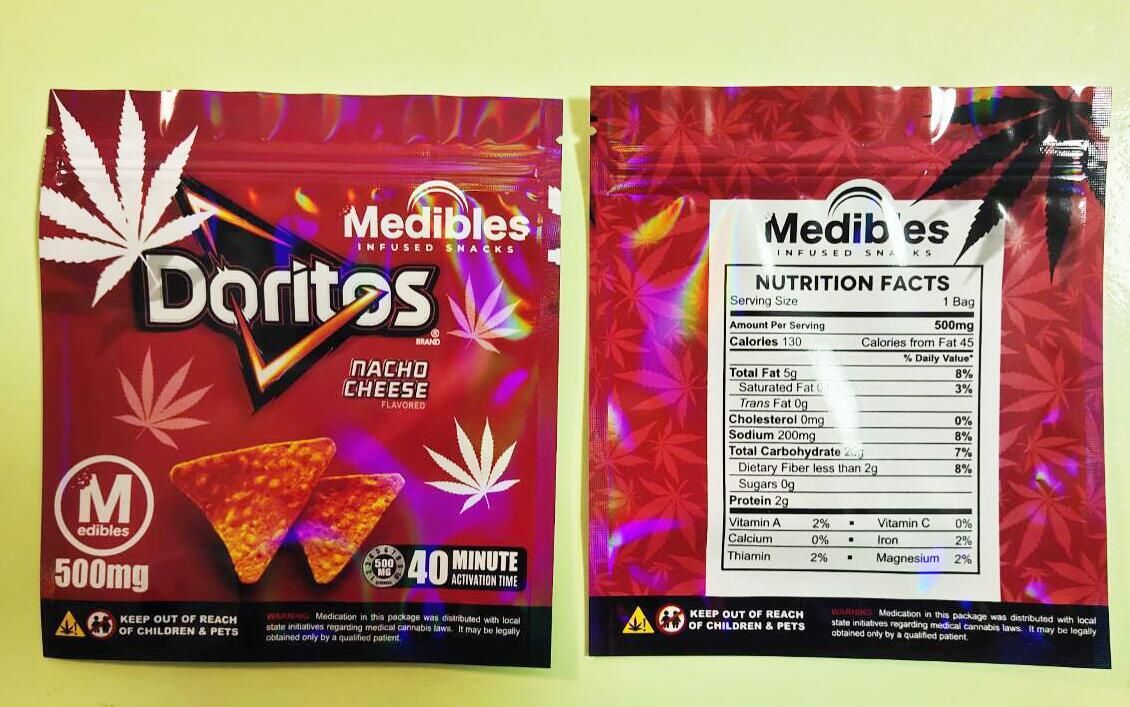 Medibles
INFUSED SNACKS
Doritos
®
BRAND
NACHO
CHEESE
FLAVORED
M
edibles
500mg
500
MG
40 MINUTE
ACTIVATION TIME
KEEP OUT OF REACH
OF CHILDREN & PETS
WARNING: Medication in this package was distributed with local
state initiatives regarding medical cannabis laws. It may be legally
obtained only by a qualified patient.
Medibles
INFUSED SNACKS
NUTRITION FACTS
Serving Size 1 Bag
Amount Per Serving 500mg
Calories 130 Calories from Fat 45
% Daily Value*
Total Fat 5g 8%
Saturated Fat 3%
Trans Fat 0g
Cholesterol 0mg 0%
Sodium 200mg 8%
Total Carbohydrate 7%
Dietary Fiber less than 2g 8%
Sugars 0g
Protein 2g
Vitamin A 2% ▪ Vitamin C 0%
Calcium 0% ▪ Iron 2%
Thiamin 2% ▪ Magnesium 2%
KEEP OUT OF REACH
OF CHILDREN & PETS
WARNING: Medication in this package was distributed with local
state initiatives regarding medical cannabis laws. It may be legally
obtained only by a qualified patient.